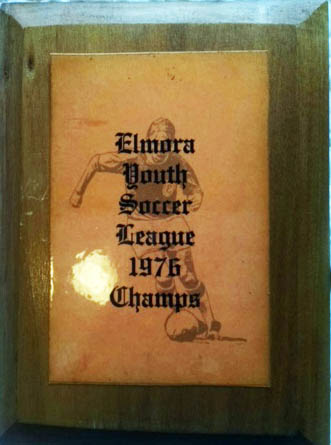 Elmora
Youth
Soccer
League
1976
Champs